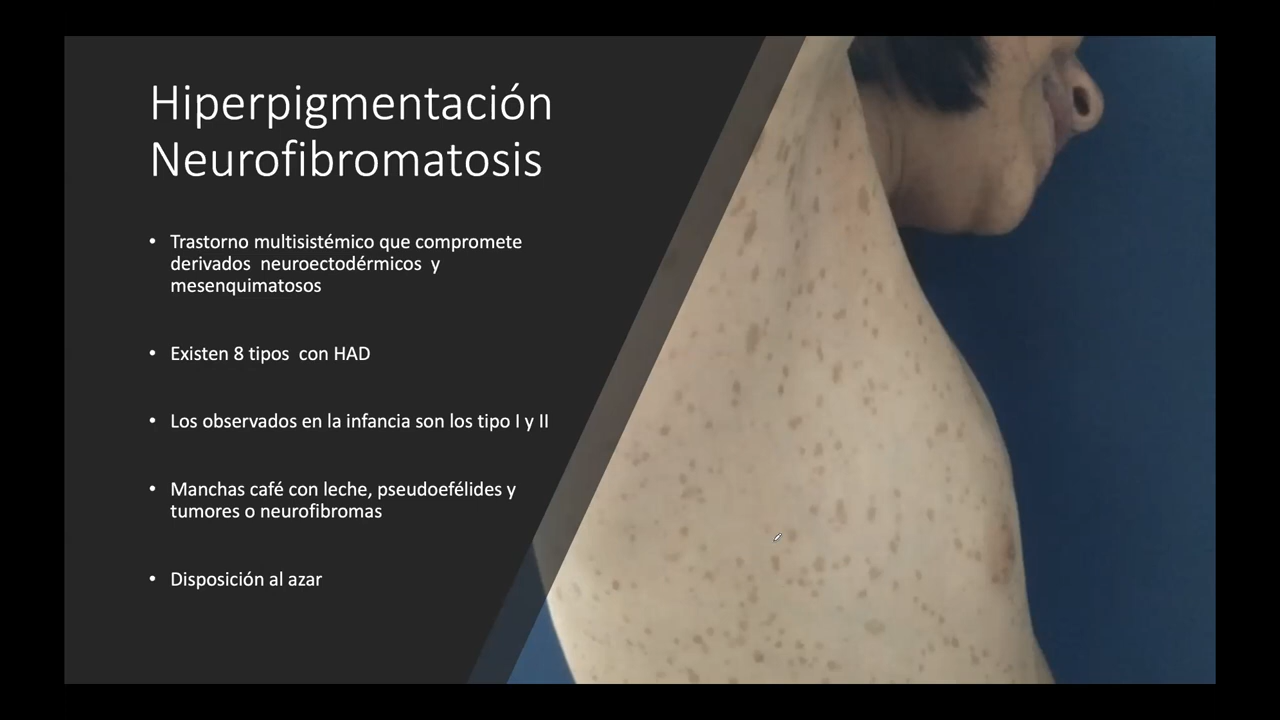 Hiperpigmentación
Neurofibromatosis
• Trastorno multisistémico que compromete
derivados neuroectodérmicos y
mesenquimatosos
• Existen 8 tipos con HAD
• Los observados en la infancia son los tipo I y II
• Manchas café con leche, pseudoefélides y
tumores o neurofibromas
• Disposición al azar